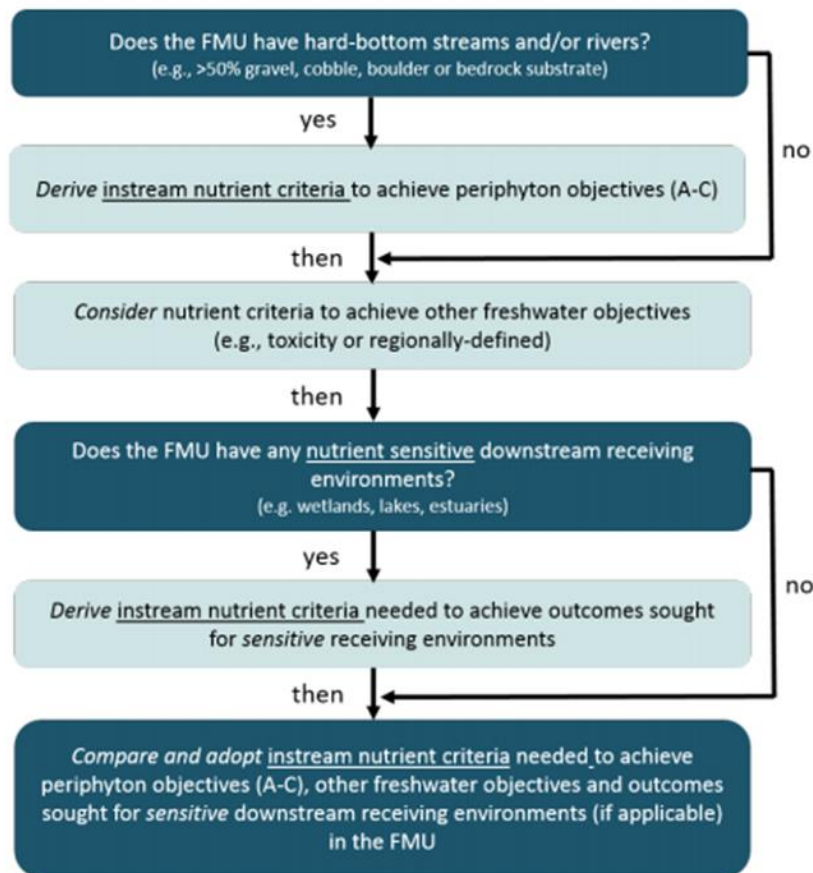 Does the FMU have hard-bottom streams and/or rivers?
(e.g., >50% gravel, cobble, boulder or bedrock substrate)
yes
no
Derive instream nutrient criteria to achieve periphyton objectives (A-C)
then
Consider nutrient criteria to achieve other freshwater objectives
(e.g., toxicity or regionally-defined)
then
Does the FMU have any nutrient sensitive downstream receiving
environments?
(e.g. wetlands, lakes, estuaries)
yes
no
Derive instream nutrient criteria needed to achieve outcomes sought
for sensitive receiving environments
then
Compare and adopt instream nutrient criteria needed to achieve
periphyton objectives (A-C), other freshwater objectives and outcomes
sought for sensitive downstream receiving environments (if applicable)
in the FMU